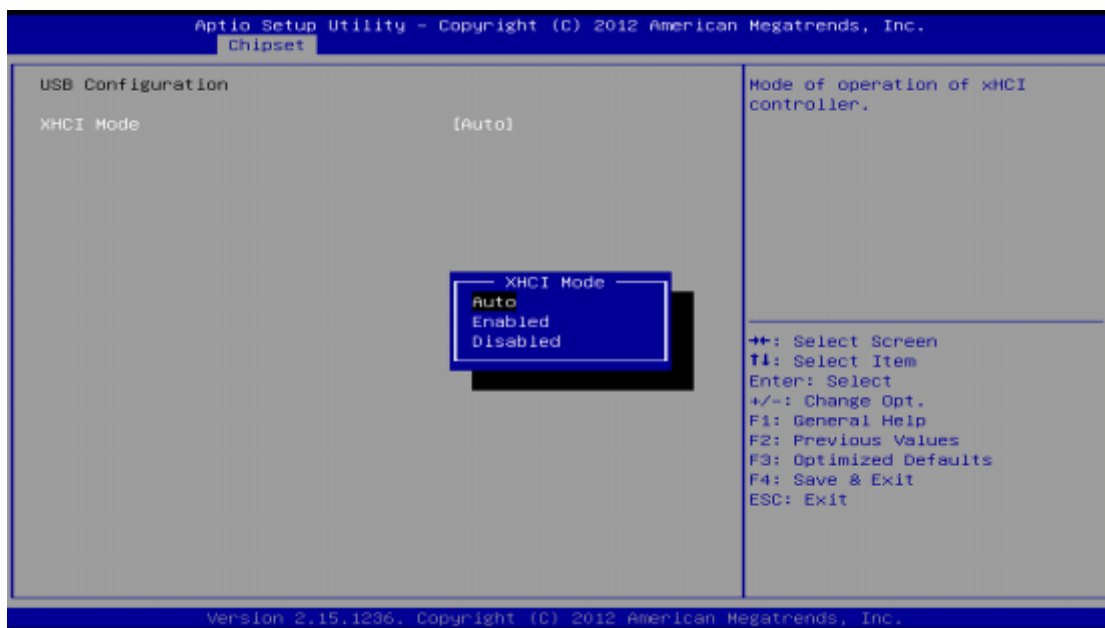 Aptio Setup Utility - Copyright (C) 2012 American Megatrends, Inc.
Chipset
USB Configuration
XHCI Mode [Auto]
Mode of operation of xHCI
controller.
XHCI Mode
Auto
Enabled
Disabled
→←: Select Screen
↑↓: Select Item
Enter: Select
+/-: Change Opt.
F1: General Help
F2: Previous Values
F3: Optimized Defaults
F4: Save & Exit
ESC: Exit
Version 2.15.1236. Copyright (C) 2012 American Megatrends, Inc.